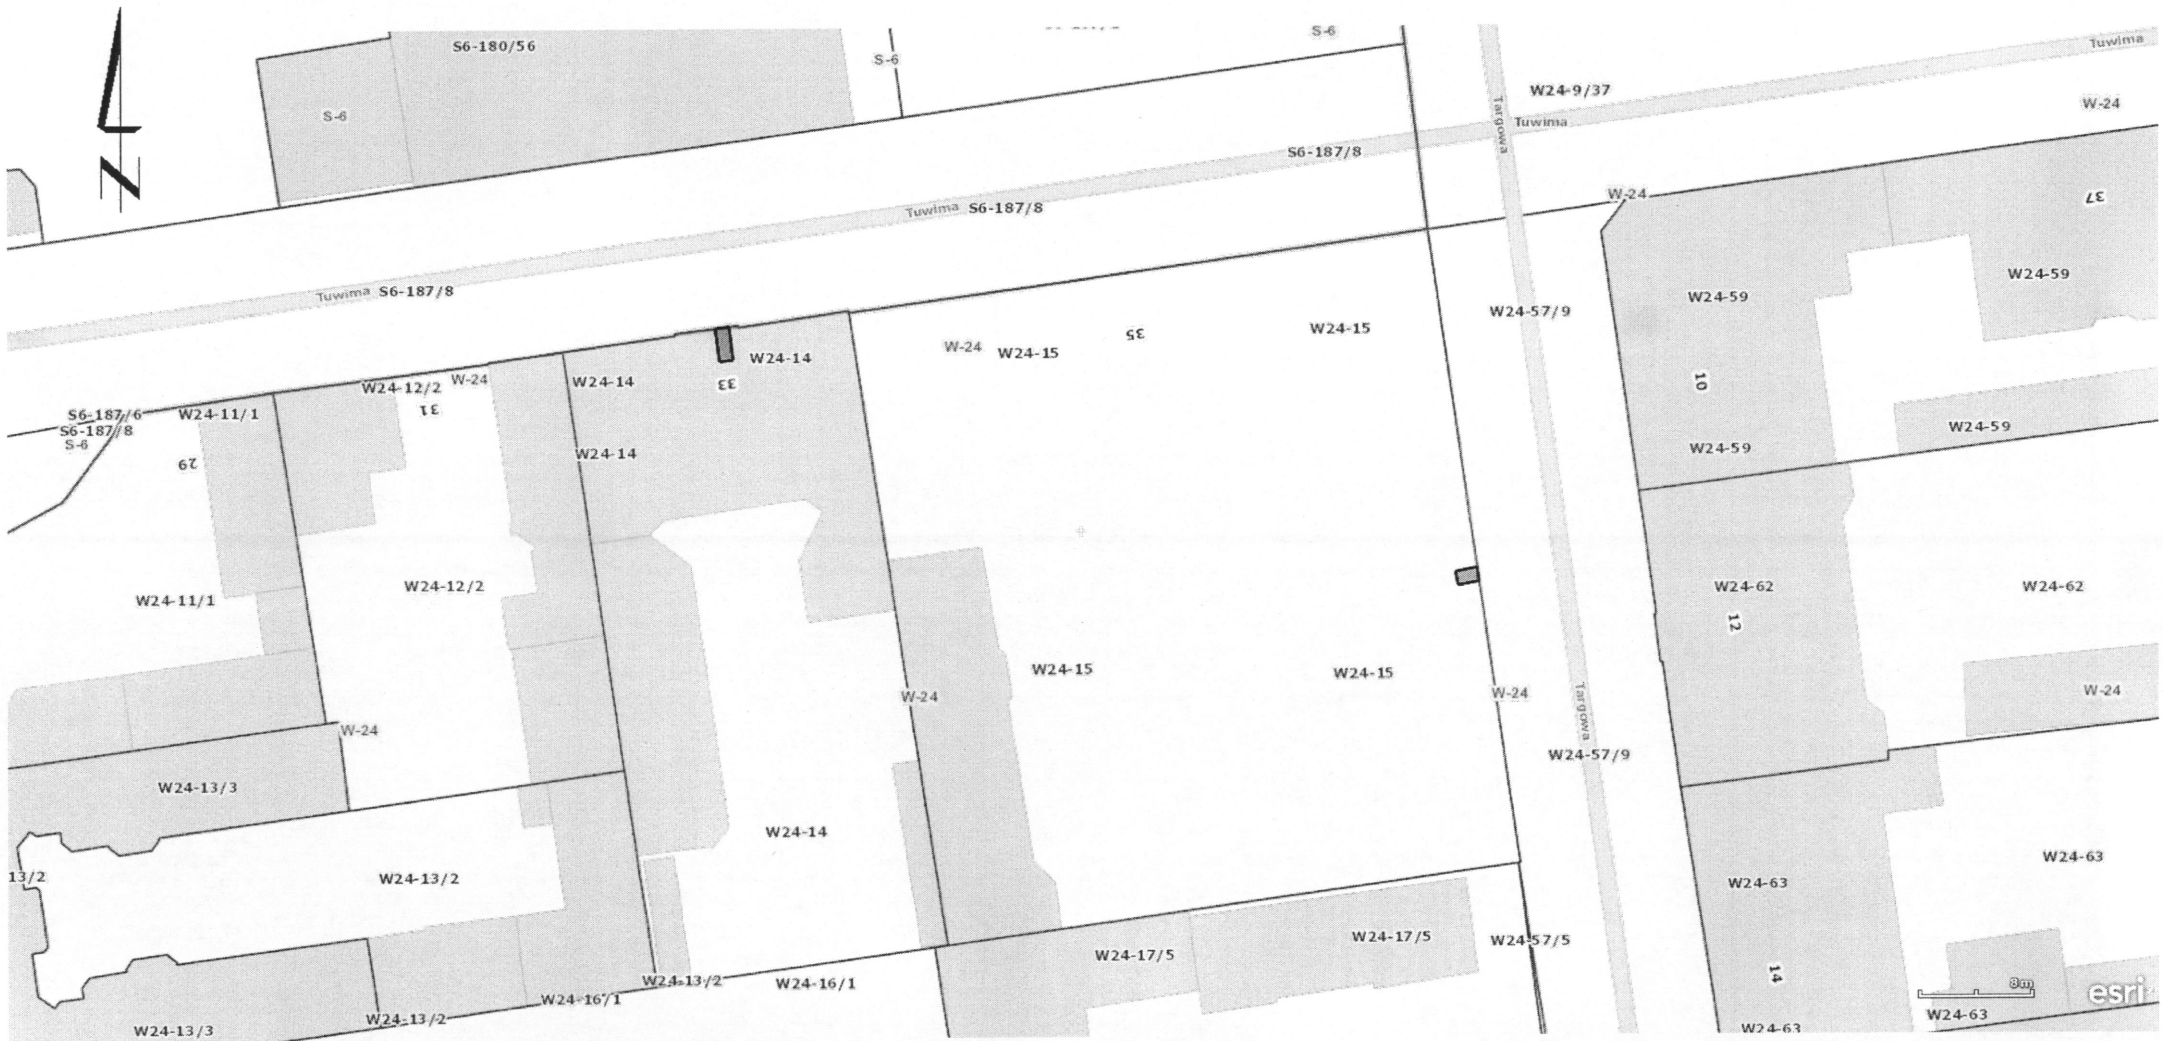 S6-180/56
S-6
S-6
S-6
Tuwima
W24-9/37
W-24
Targowa
Tuwima
S6-187/8
Tuwima
S6-187/8
Tuwima
S6-187/8
W-24
37
W24-59
W24-59
W24-57/9
W24-14
33
W24-14
W-24
W24-15
35
W24-15
W24-12/2
W-24
31
10
S6-187/6
W24-11/1
S6-187/8
S-6
29
W24-14
W24-59
W24-59
W24-11/1
W24-12/2
W24-62
W24-62
12
W24-15
W24-15
W-24
W-24
W-24
Targowa
W-24
W24-57/9
W24-13/3
W24-14
13/2
W24-13/2
W24-63
W24-63
W24-17/5
W24-17/5
W24-57/5
W24-13/2
W24-16/1
W24-16/1
14
8m
esri
W24-13/3
W24-13/2
W24-63
W24-63
N